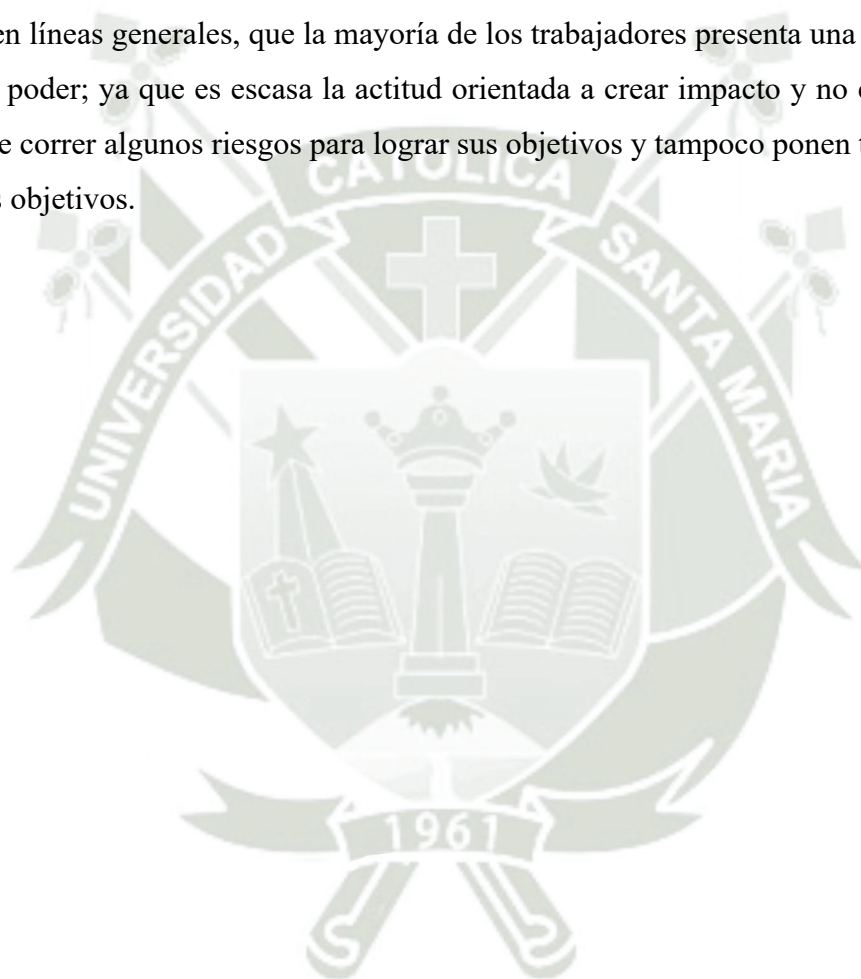 en líneas generales, que la mayoría de los trabajadores presenta una
poder; ya que es escasa la actitud orientada a crear impacto y no
e correr algunos riesgos para lograr sus objetivos y tampoco ponen
s objetivos.
UNIVERSIDAD CATOLICA SANTA MARIA
1961